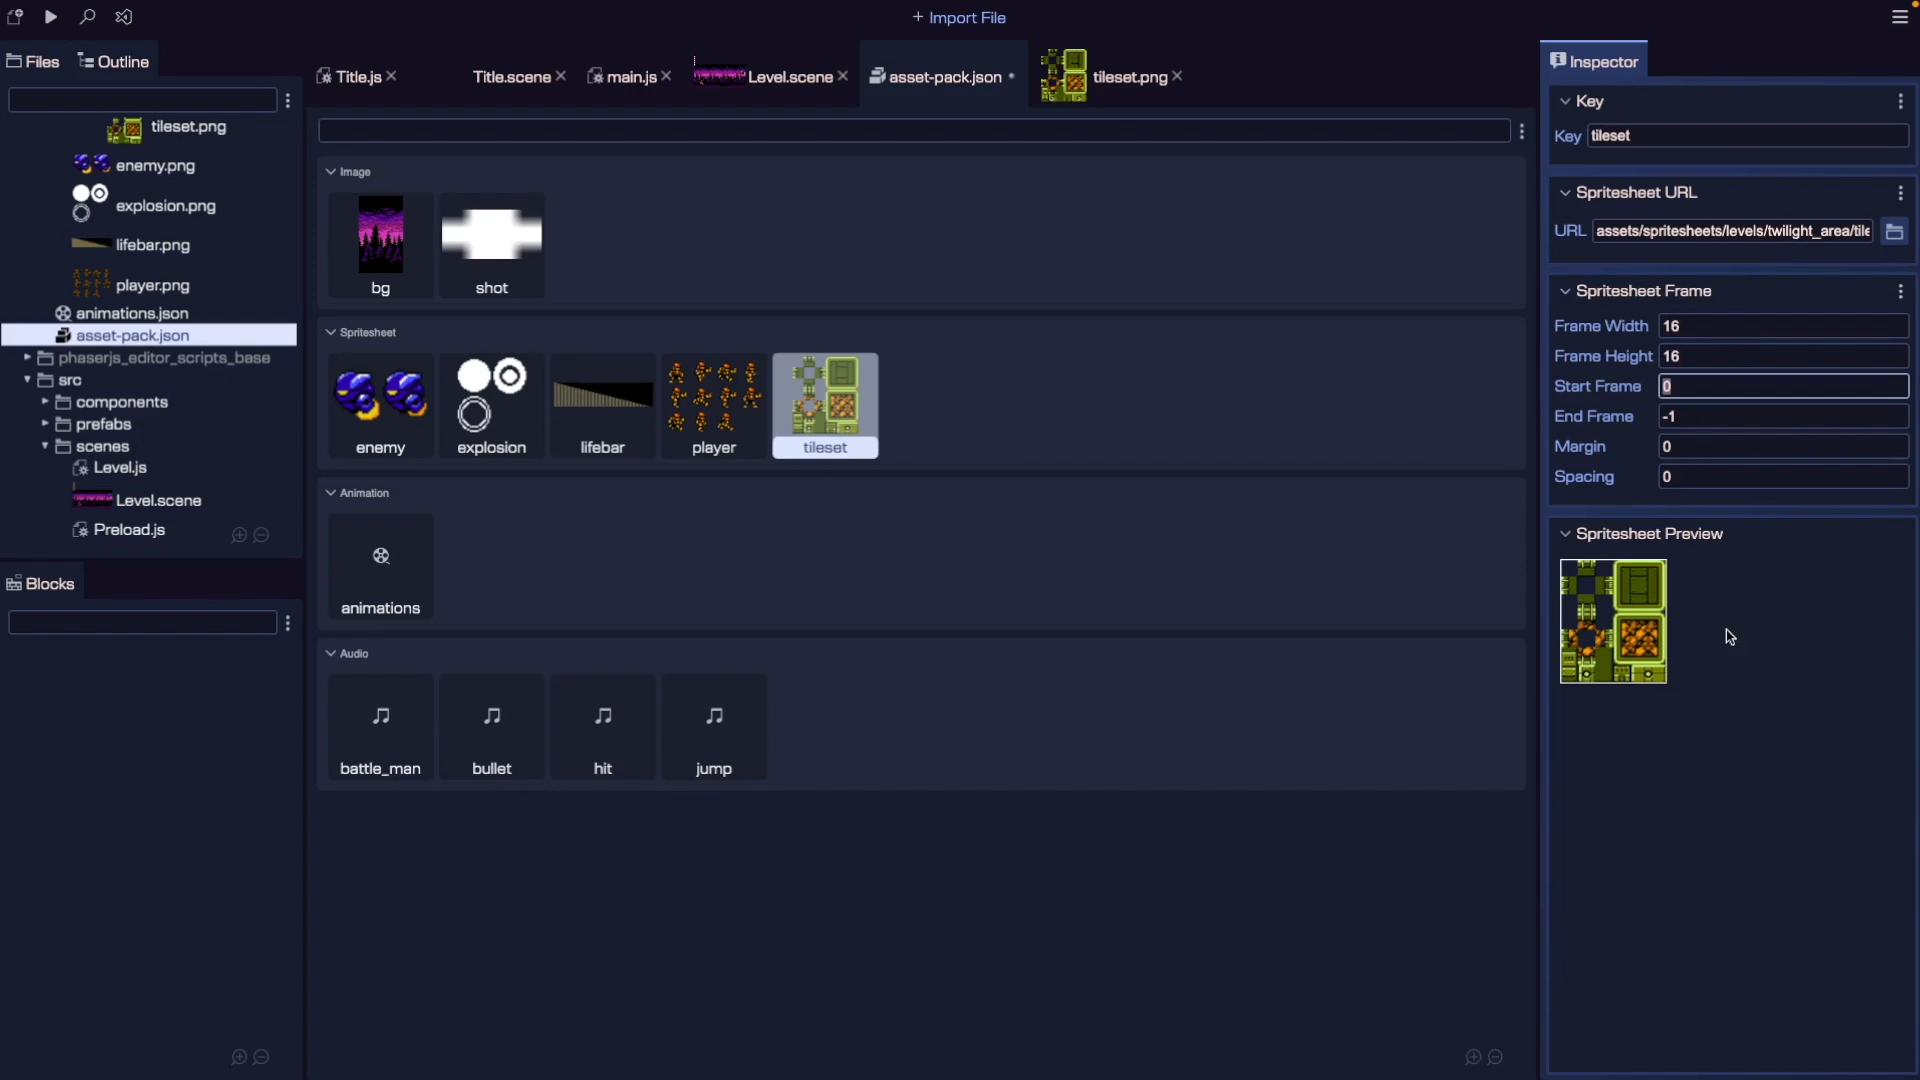 + Import File
Files
Outline
tileset.png
enemy.png
explosion.png
lifebar.png
player.png
animations.json
asset-pack.json
phaserjs_editor_scripts_base
src
components
prefabs
scenes
Level.js
Level.scene
Preload.js
Blocks
Title.js
Title.scene
main.js
Level.scene
asset-pack.json
tileset.png
Image
bg
shot
Spritesheet
enemy
explosion
lifebar
player
tileset
Animation
animations
Audio
battle_man
bullet
hit
jump
Inspector
Key
Key tileset
Spritesheet URL
URL assets/spritesheets/levels/twilight_area/tile
Spritesheet Frame
Frame Width 16
Frame Height 16
Start Frame 0
End Frame -1
Margin 0
Spacing 0
Spritesheet Preview